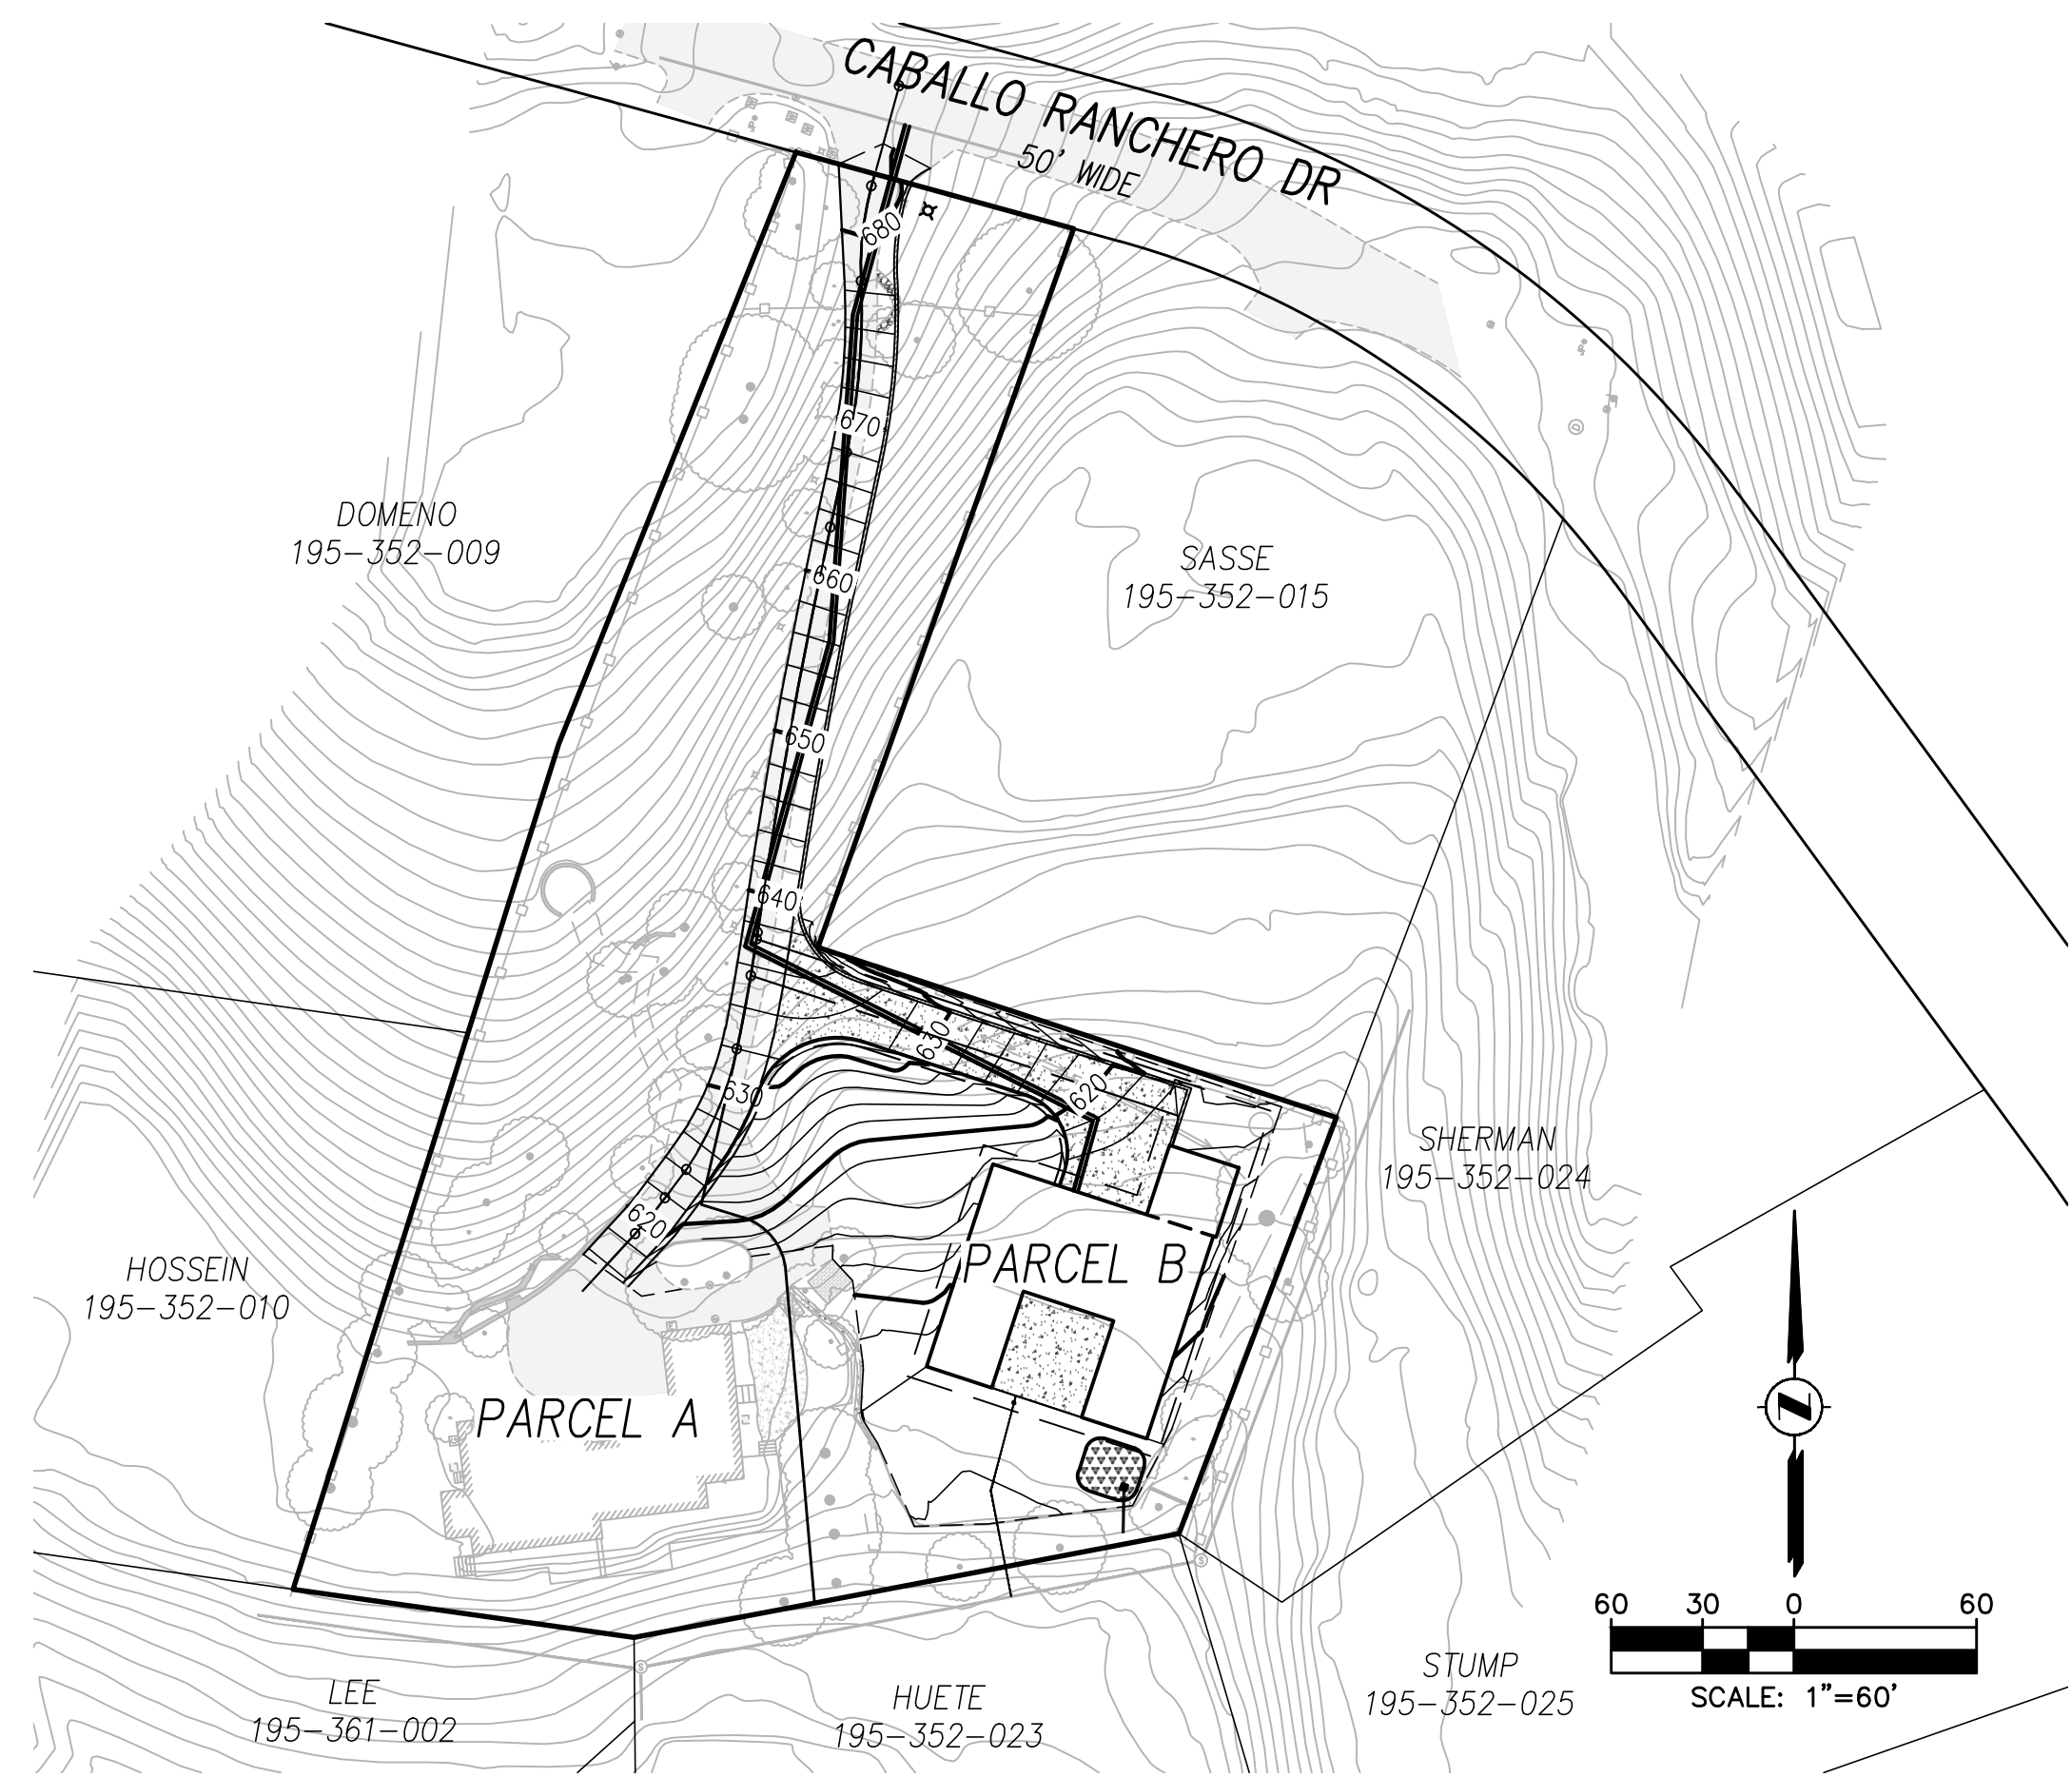 CABALLO RANCHERO DR
50' WIDE
680
670
DOMENO
195-352-009
SASSE
195-352-015
660
650
640
630
630
620
SHERMAN
195-352-024
620
PARCEL B
HOSSEIN
195-352-010
PARCEL A
N
60 30 0 60
SCALE: 1"=60'
STUMP
195-352-025
LEE
195-361-002
HUETE
195-352-023